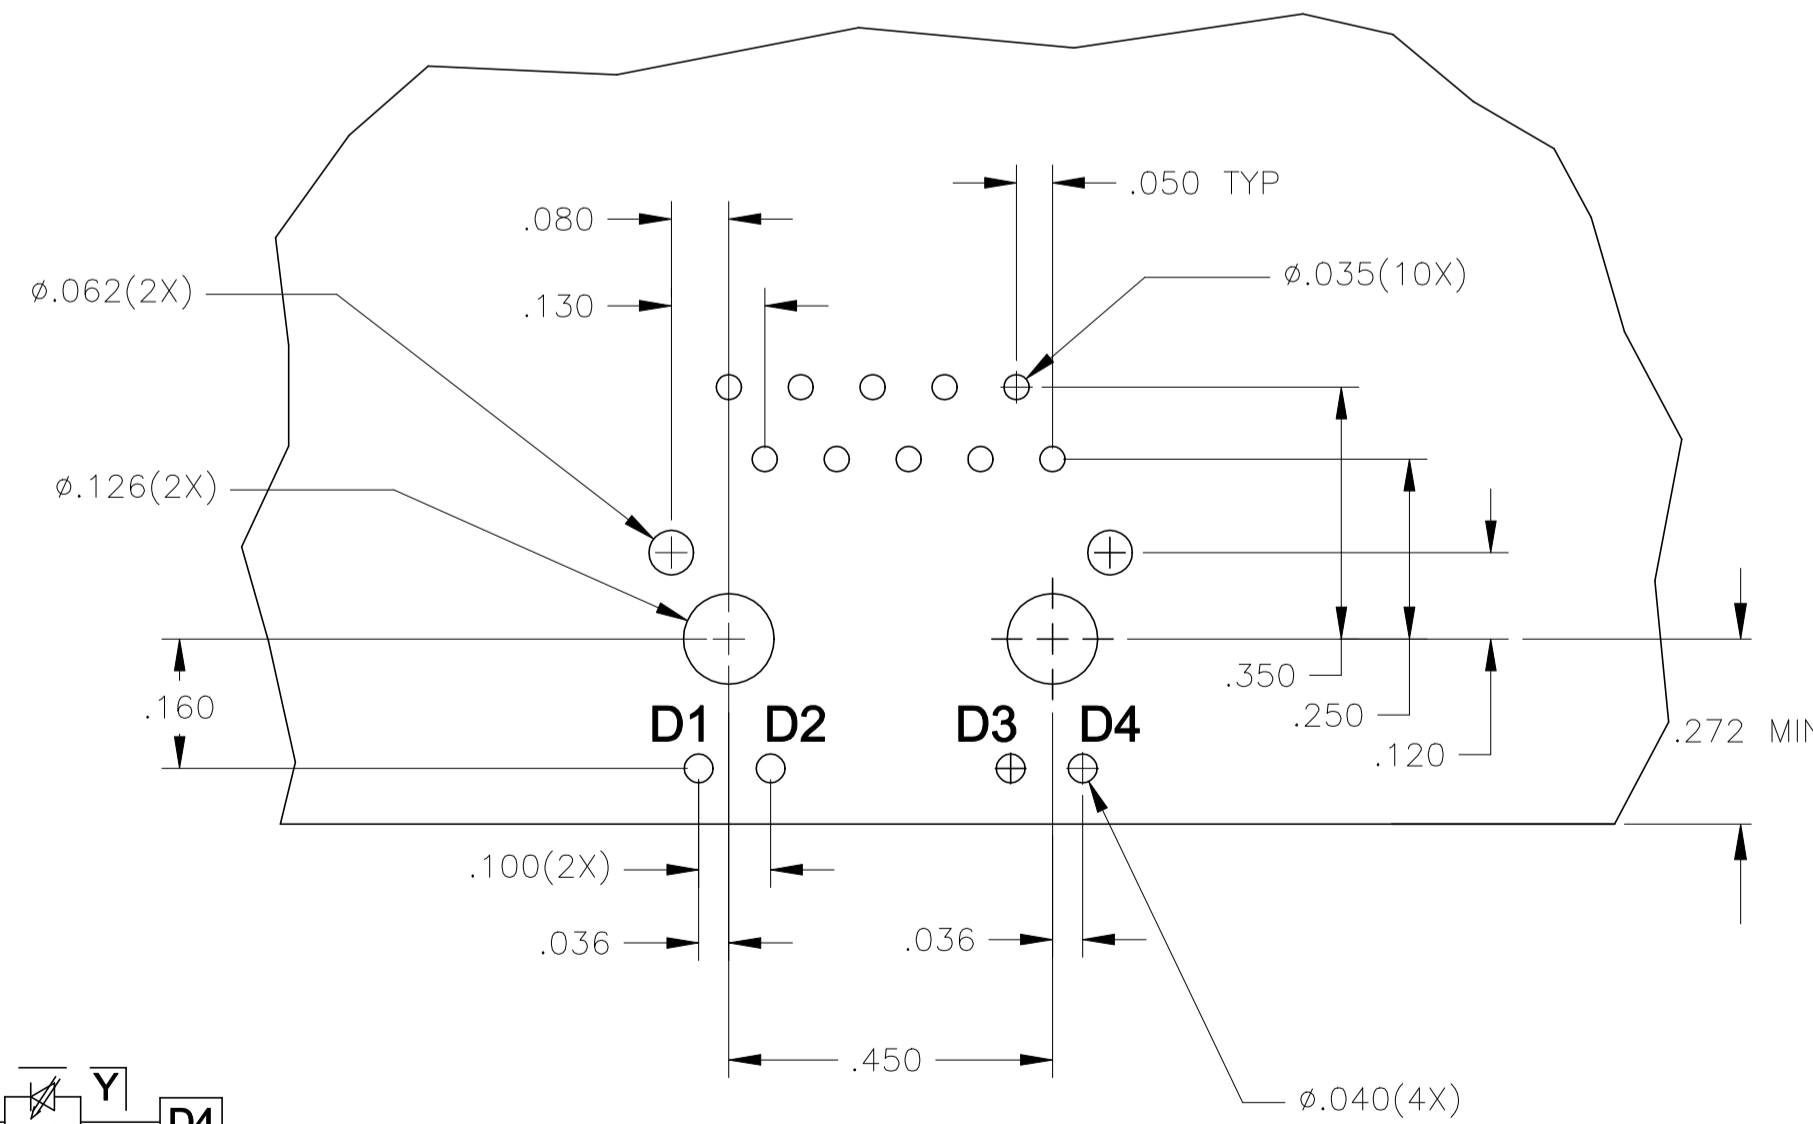 .050 TYP
.080
ø.035(10X)
ø.062(2X)
.130
ø.126(2X)
.350
.160
.250
D1 D2 D3 D4
.272
.120
.100(2X)
.036
.036
.450
Y
ø.040(4X)
D4